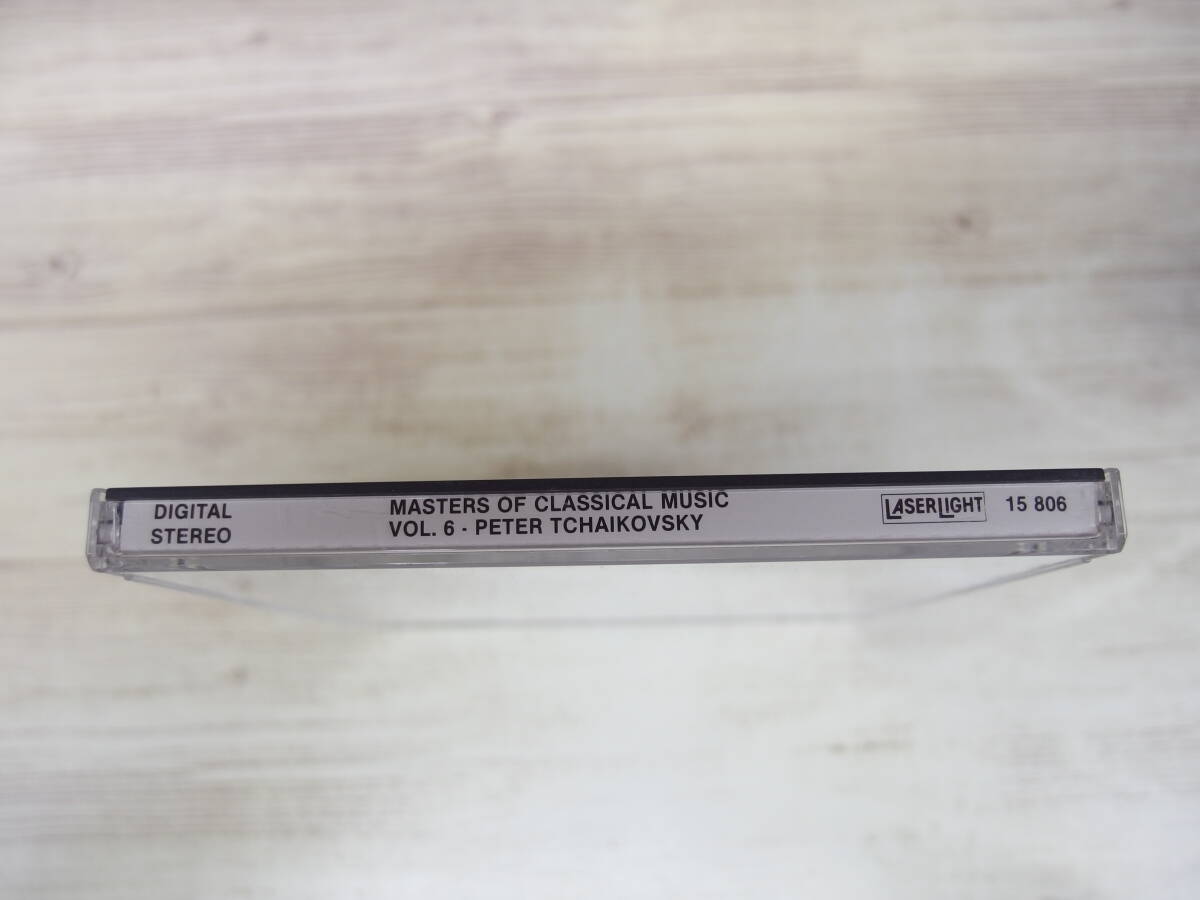 DIGITAL
STEREO
MASTERS OF CLASSICAL MUSIC
VOL. 6 - PETER TCHAIKOVSKY
LASERLIGHT 15 806